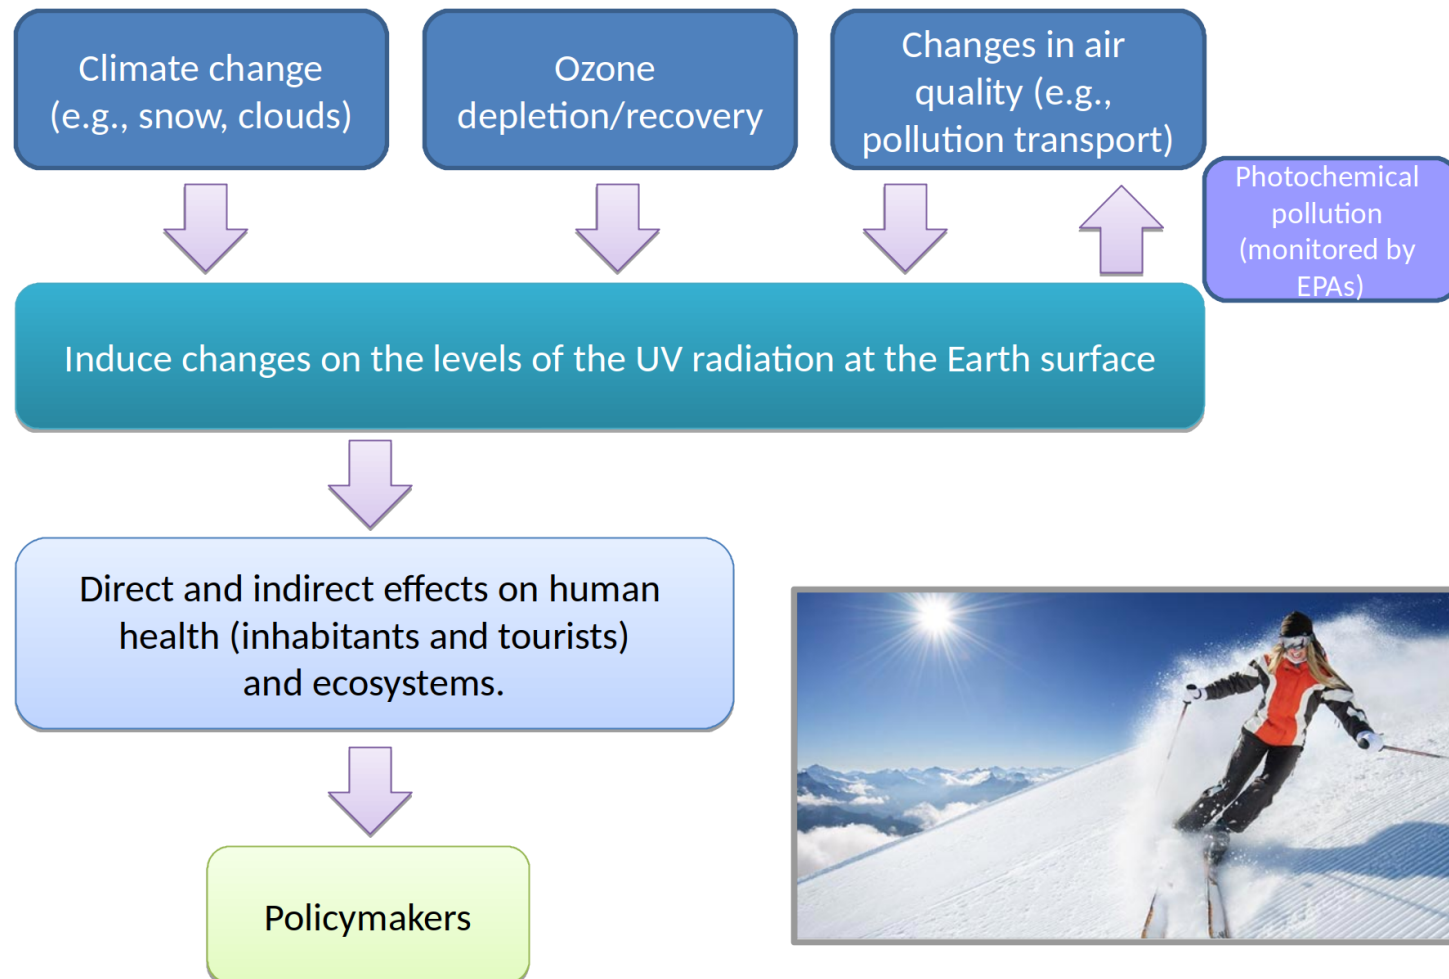 Climate change
(e.g., snow, clouds)
Ozone
depletion/recovery
Changes in air
quality (e.g.,
pollution transport)
Photochemical
pollution
(monitored by
EPAs)
Induce changes on the levels of the UV radiation at the Earth surface
Direct and indirect effects on human
health (inhabitants and tourists)
and ecosystems.
Policymakers